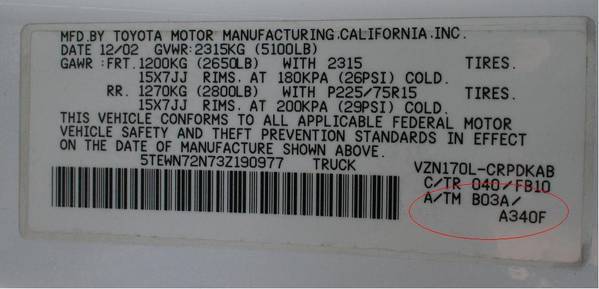 MFD.BY TOYOTA MOTOR MANUFACTURING.CALIFORNIA.INC.
DATE 12/02 GVWR:2315KG (5100LB)
GAWR :FRT.1200KG (2650LB) WITH 2315 TIRES.
15X7JJ RIMS. AT 180KPA (26PSI) COLD.
RR. 1270KG (2800LB) WITH P225/75R15 TIRES.
15X7JJ RIMS. AT 200KPA (29PSI) COLD.
THIS VEHICLE CONFORMS TO ALL APPLICABLE FEDERAL MOTOR
VEHICLE SAFETY AND THEFT PREVENTION STANDARDS IN EFFECT
ON THE DATE OF MANUFACTURE SHOWN ABOVE.
5TEWN72N73Z190977 TRUCK VZN170L-CRPDKAB
C/TR 040/FB10
A/TM B03A/
A340F